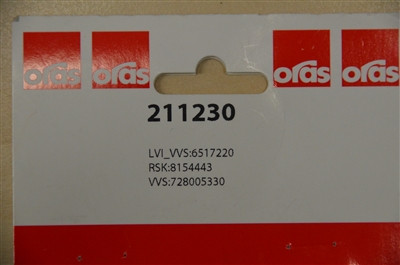 oras oras oras oras
211230
LVI_VVS:6517220
RSK:8154443
VVS:728005330